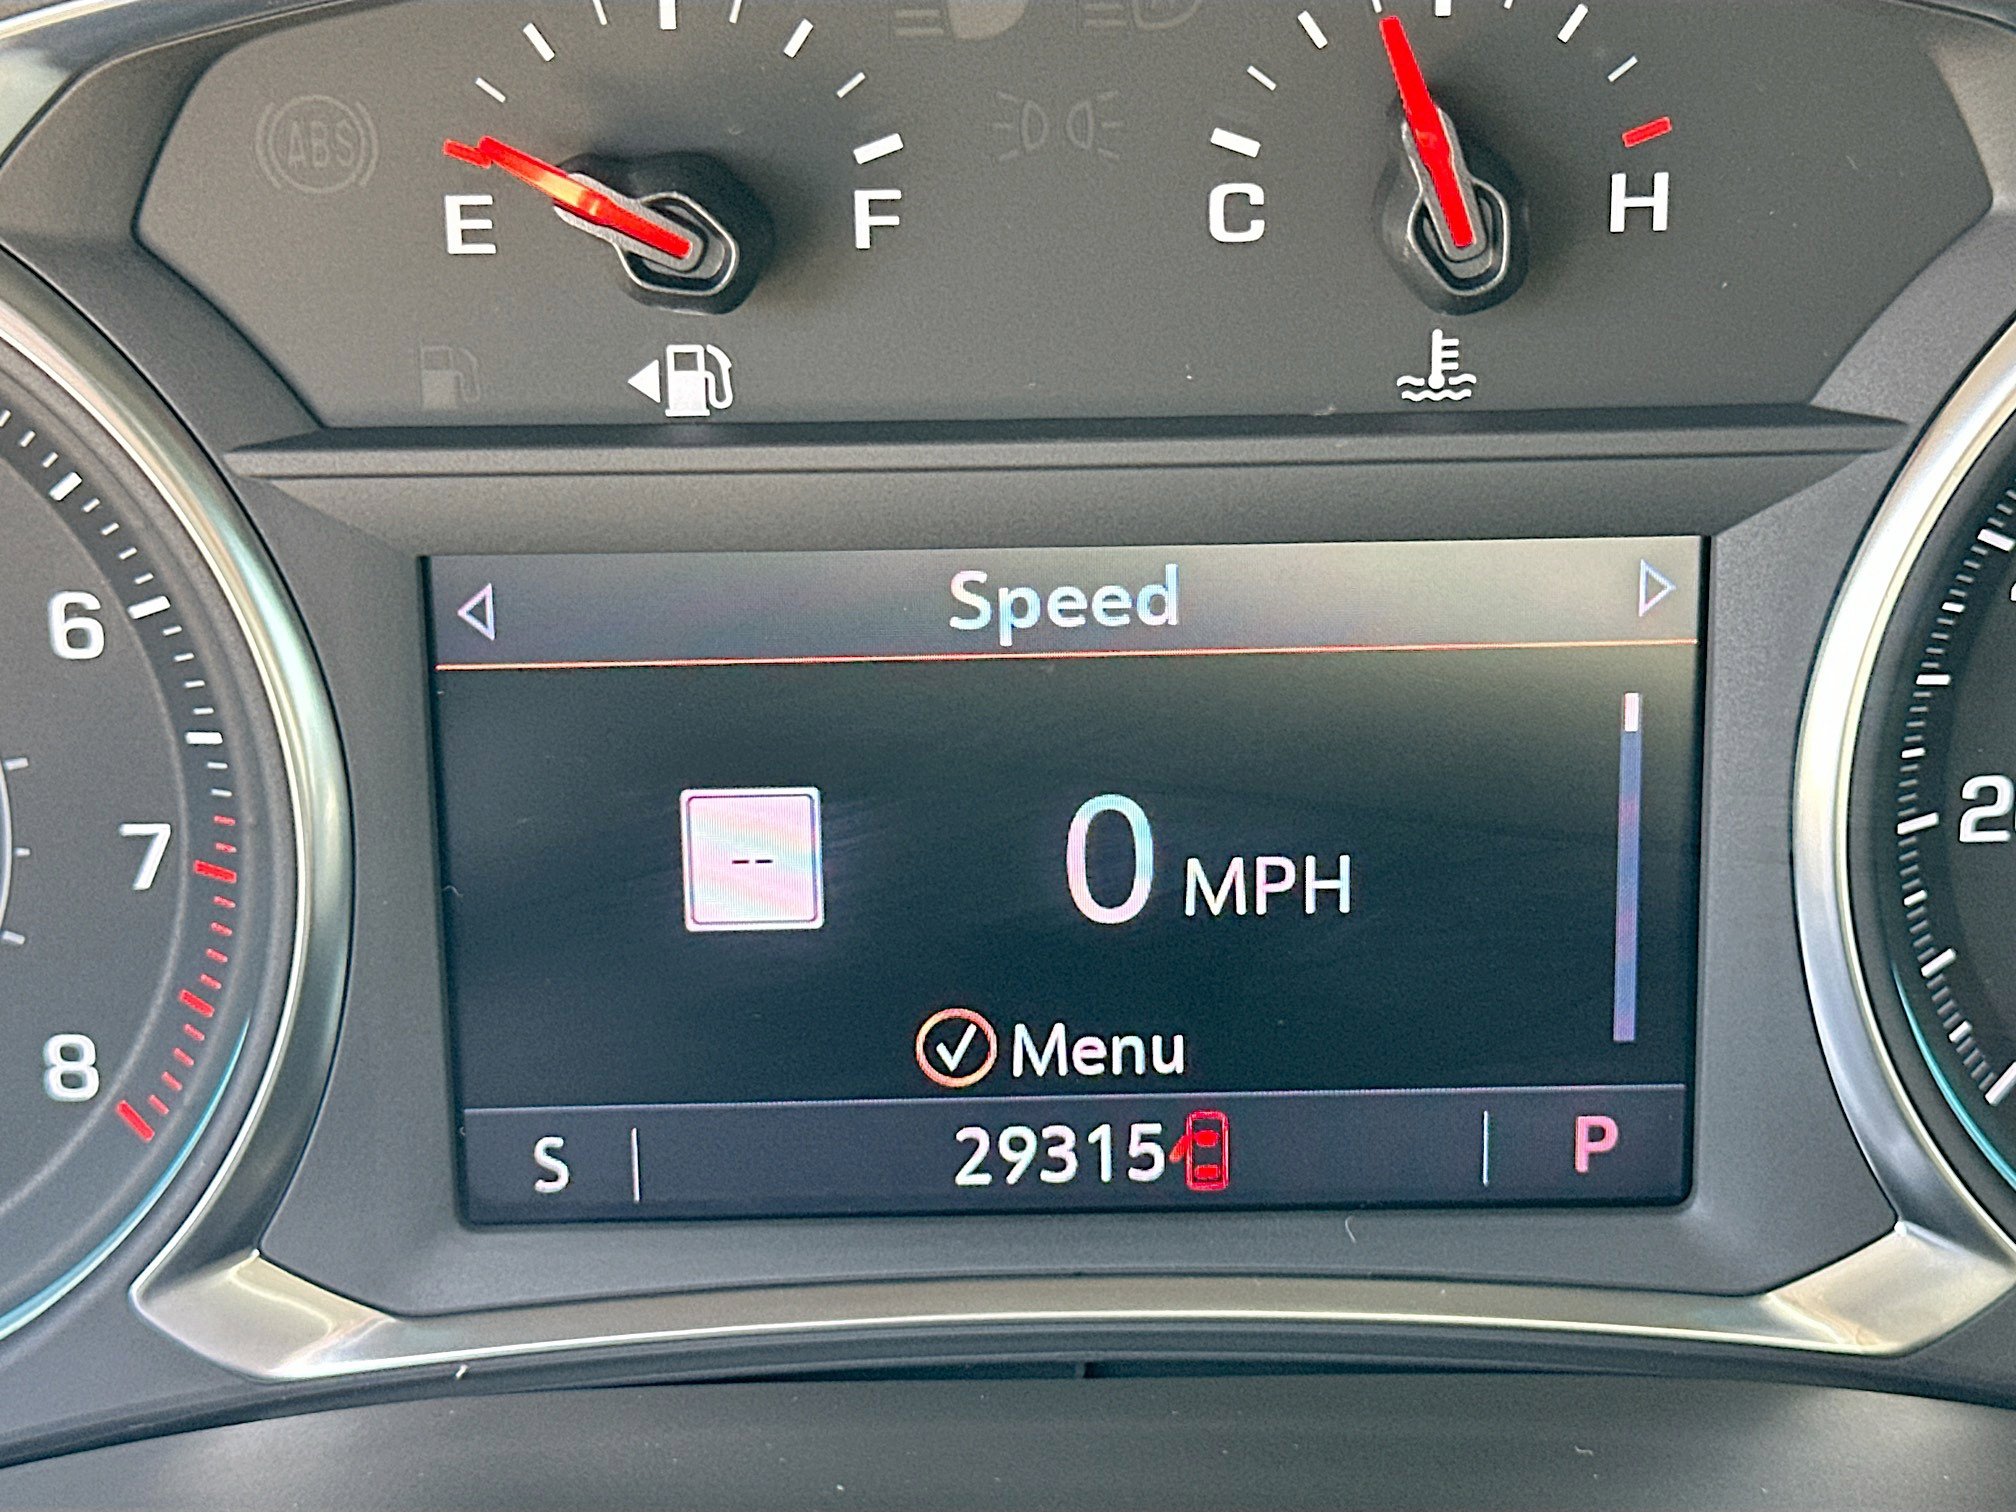 ABS
E F C H
6
7
8
Speed
--
0 MPH
Menu
S 29315 P
2